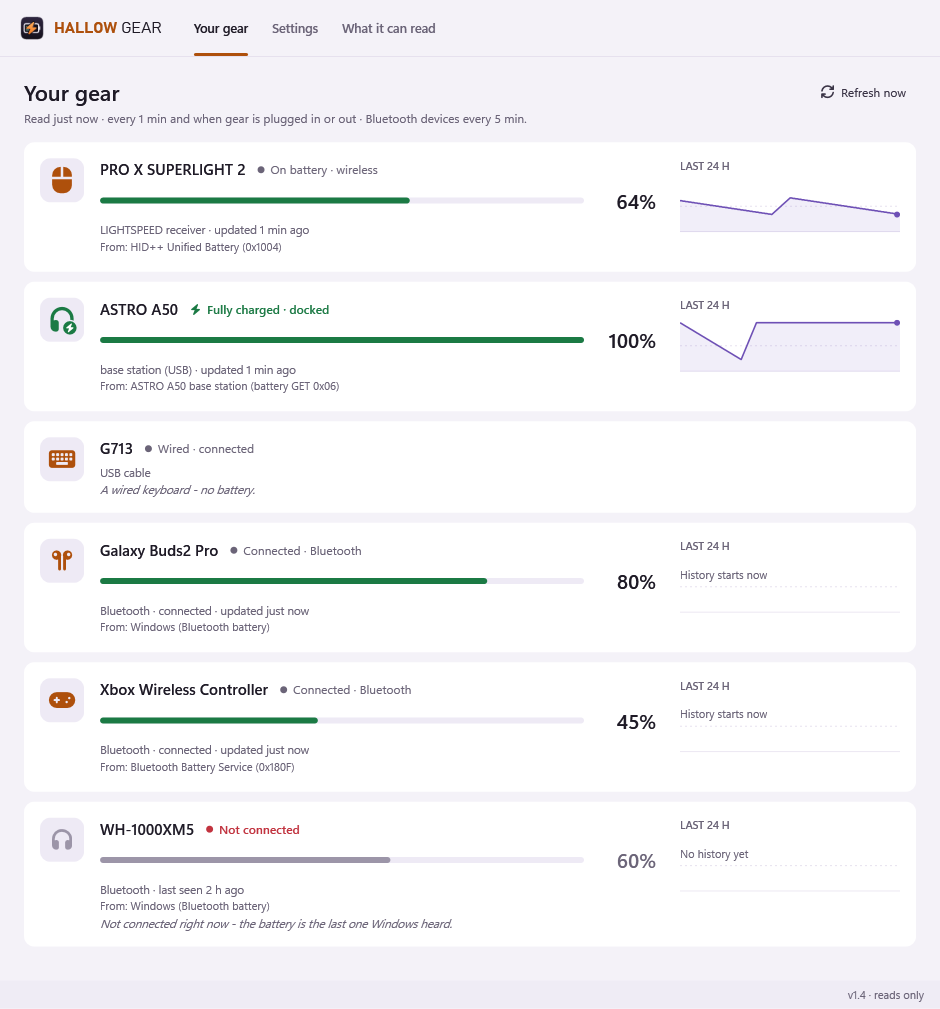 HALLOW GEAR
Your gear
Settings
What it can read
Your gear
Refresh now
Read just now · every 1 min and when gear is plugged in or out · Bluetooth devices every 5 min.
PRO X SUPERLIGHT 2
On battery · wireless
64%
LIGHTSPEED receiver · updated 1 min ago
From: HID++ Unified Battery (0x1004)
LAST 24 H
ASTRO A50
Fully charged · docked
100%
base station (USB) · updated 1 min ago
From: ASTRO A50 base station (battery GET 0x06)
LAST 24 H
G713
Wired · connected
USB cable
A wired keyboard - no battery.
Galaxy Buds2 Pro
Connected · Bluetooth
80%
Bluetooth · connected · updated just now
From: Windows (Bluetooth battery)
LAST 24 H
History starts now
Xbox Wireless Controller
Connected · Bluetooth
45%
Bluetooth · connected · updated just now
From: Bluetooth Battery Service (0x180F)
LAST 24 H
History starts now
WH-1000XM5
Not connected
60%
Bluetooth · last seen 2 h ago
From: Windows (Bluetooth battery)
Not connected right now - the battery is the last one Windows heard.
LAST 24 H
No history yet
v1.4 · reads only